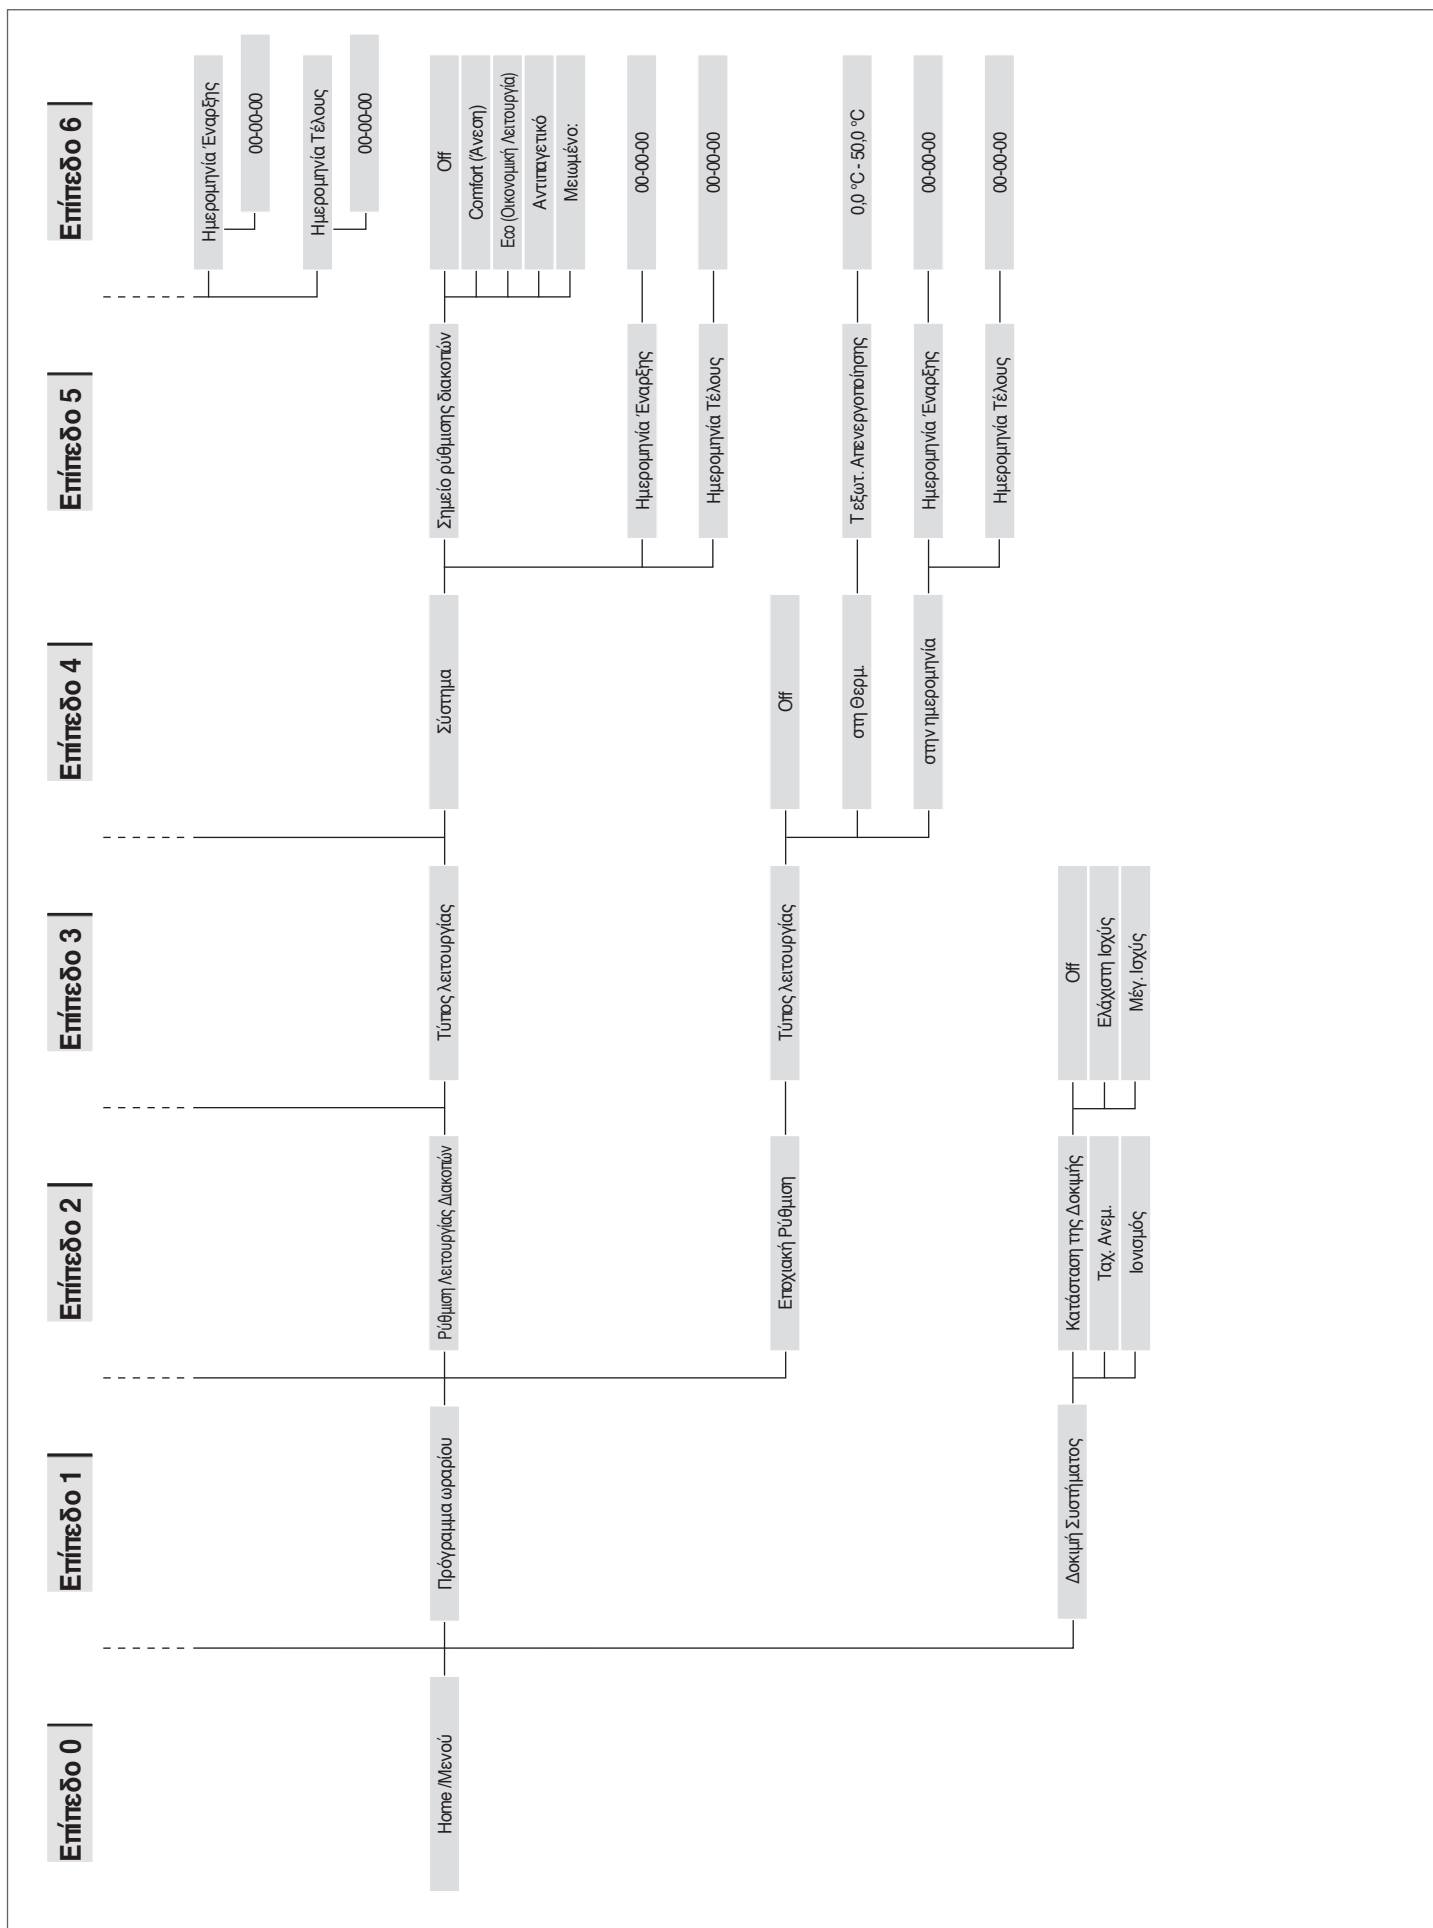 Επίπεδο 0
Επίπεδο 1
Επίπεδο 2
Επίπεδο 3
Επίπεδο 4
Επίπεδο 5
Επίπεδο 6
Ημερομηνία Έναρξης
00-00-00
Ημερομηνία Τέλους
00-00-00
Home /Μενού
Πρόγραμμα ωραρίου
Ρύθμιση Λειτουργίας Διακοπών
Τύπος λειτουργίας
Σύστημα
Σημείο ρύθμισης διακοπών
Off
Comfort (Άνεση)
Eco (Οικονομική Λειτουργία)
Αντιπαγετικό
Μειωμένο:
Ημερομηνία Έναρξης
00-00-00
Ημερομηνία Τέλους
00-00-00
Εποχιακή Ρύθμιση
Τύπος λειτουργίας
Off
στη Θερμ.
Τ εξωτ. Απενεργοποίησης
0,0 °C - 50,0 °C
στην ημερομηνία
Ημερομηνία Έναρξης
00-00-00
Ημερομηνία Τέλους
00-00-00
Δοκιμή Συστήματος
Κατάσταση της Δοκιμής
Off
Ταχ. Ανεμ.
Ελάχιστη Ισχύς
Ιονισμός
Μέγ. Ισχύς